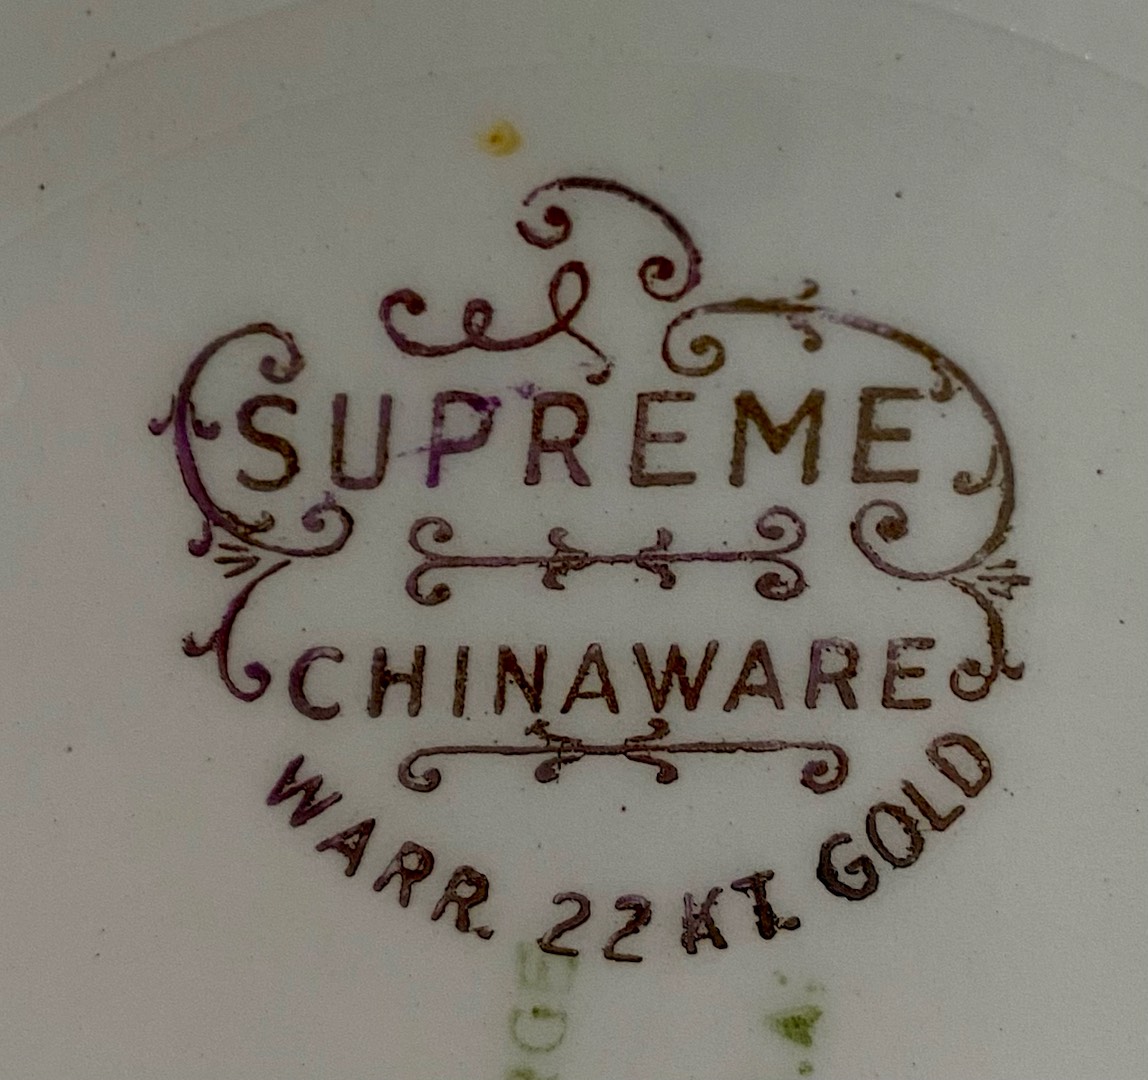 SUPREME
CHINAWARE
WARR. 22 KT. GOLD